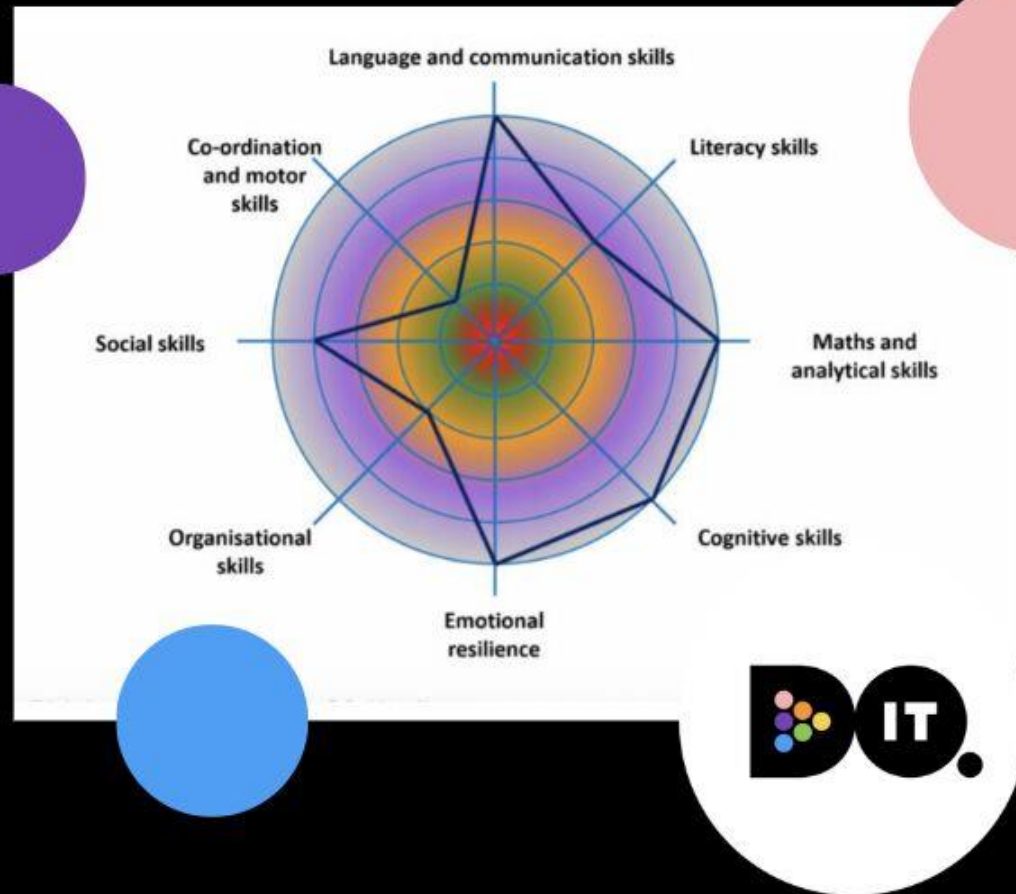 Language and communication skills
Co-ordination
and motor
skills
Literacy skills
Social skills
Maths and
analytical skills
Organisational
skills
Cognitive skills
Emotional
resilience
DO IT.